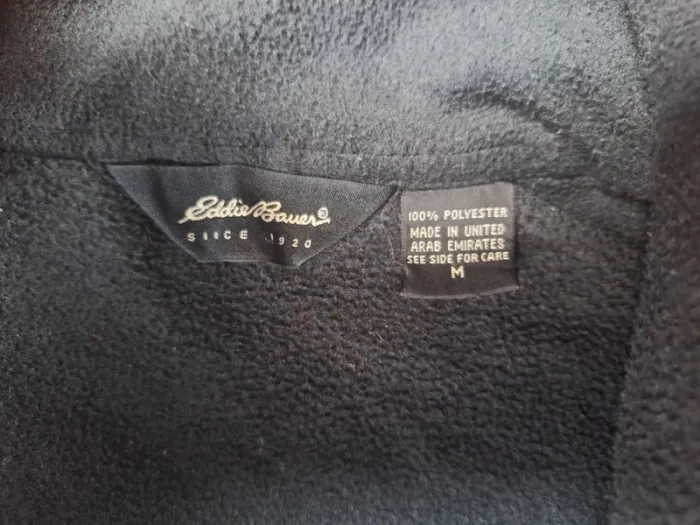 Eddie Bauer®
SINCE 1920
100% POLYESTER
MADE IN UNITED
ARAB EMIRATES
SEE SIDE FOR CARE
M